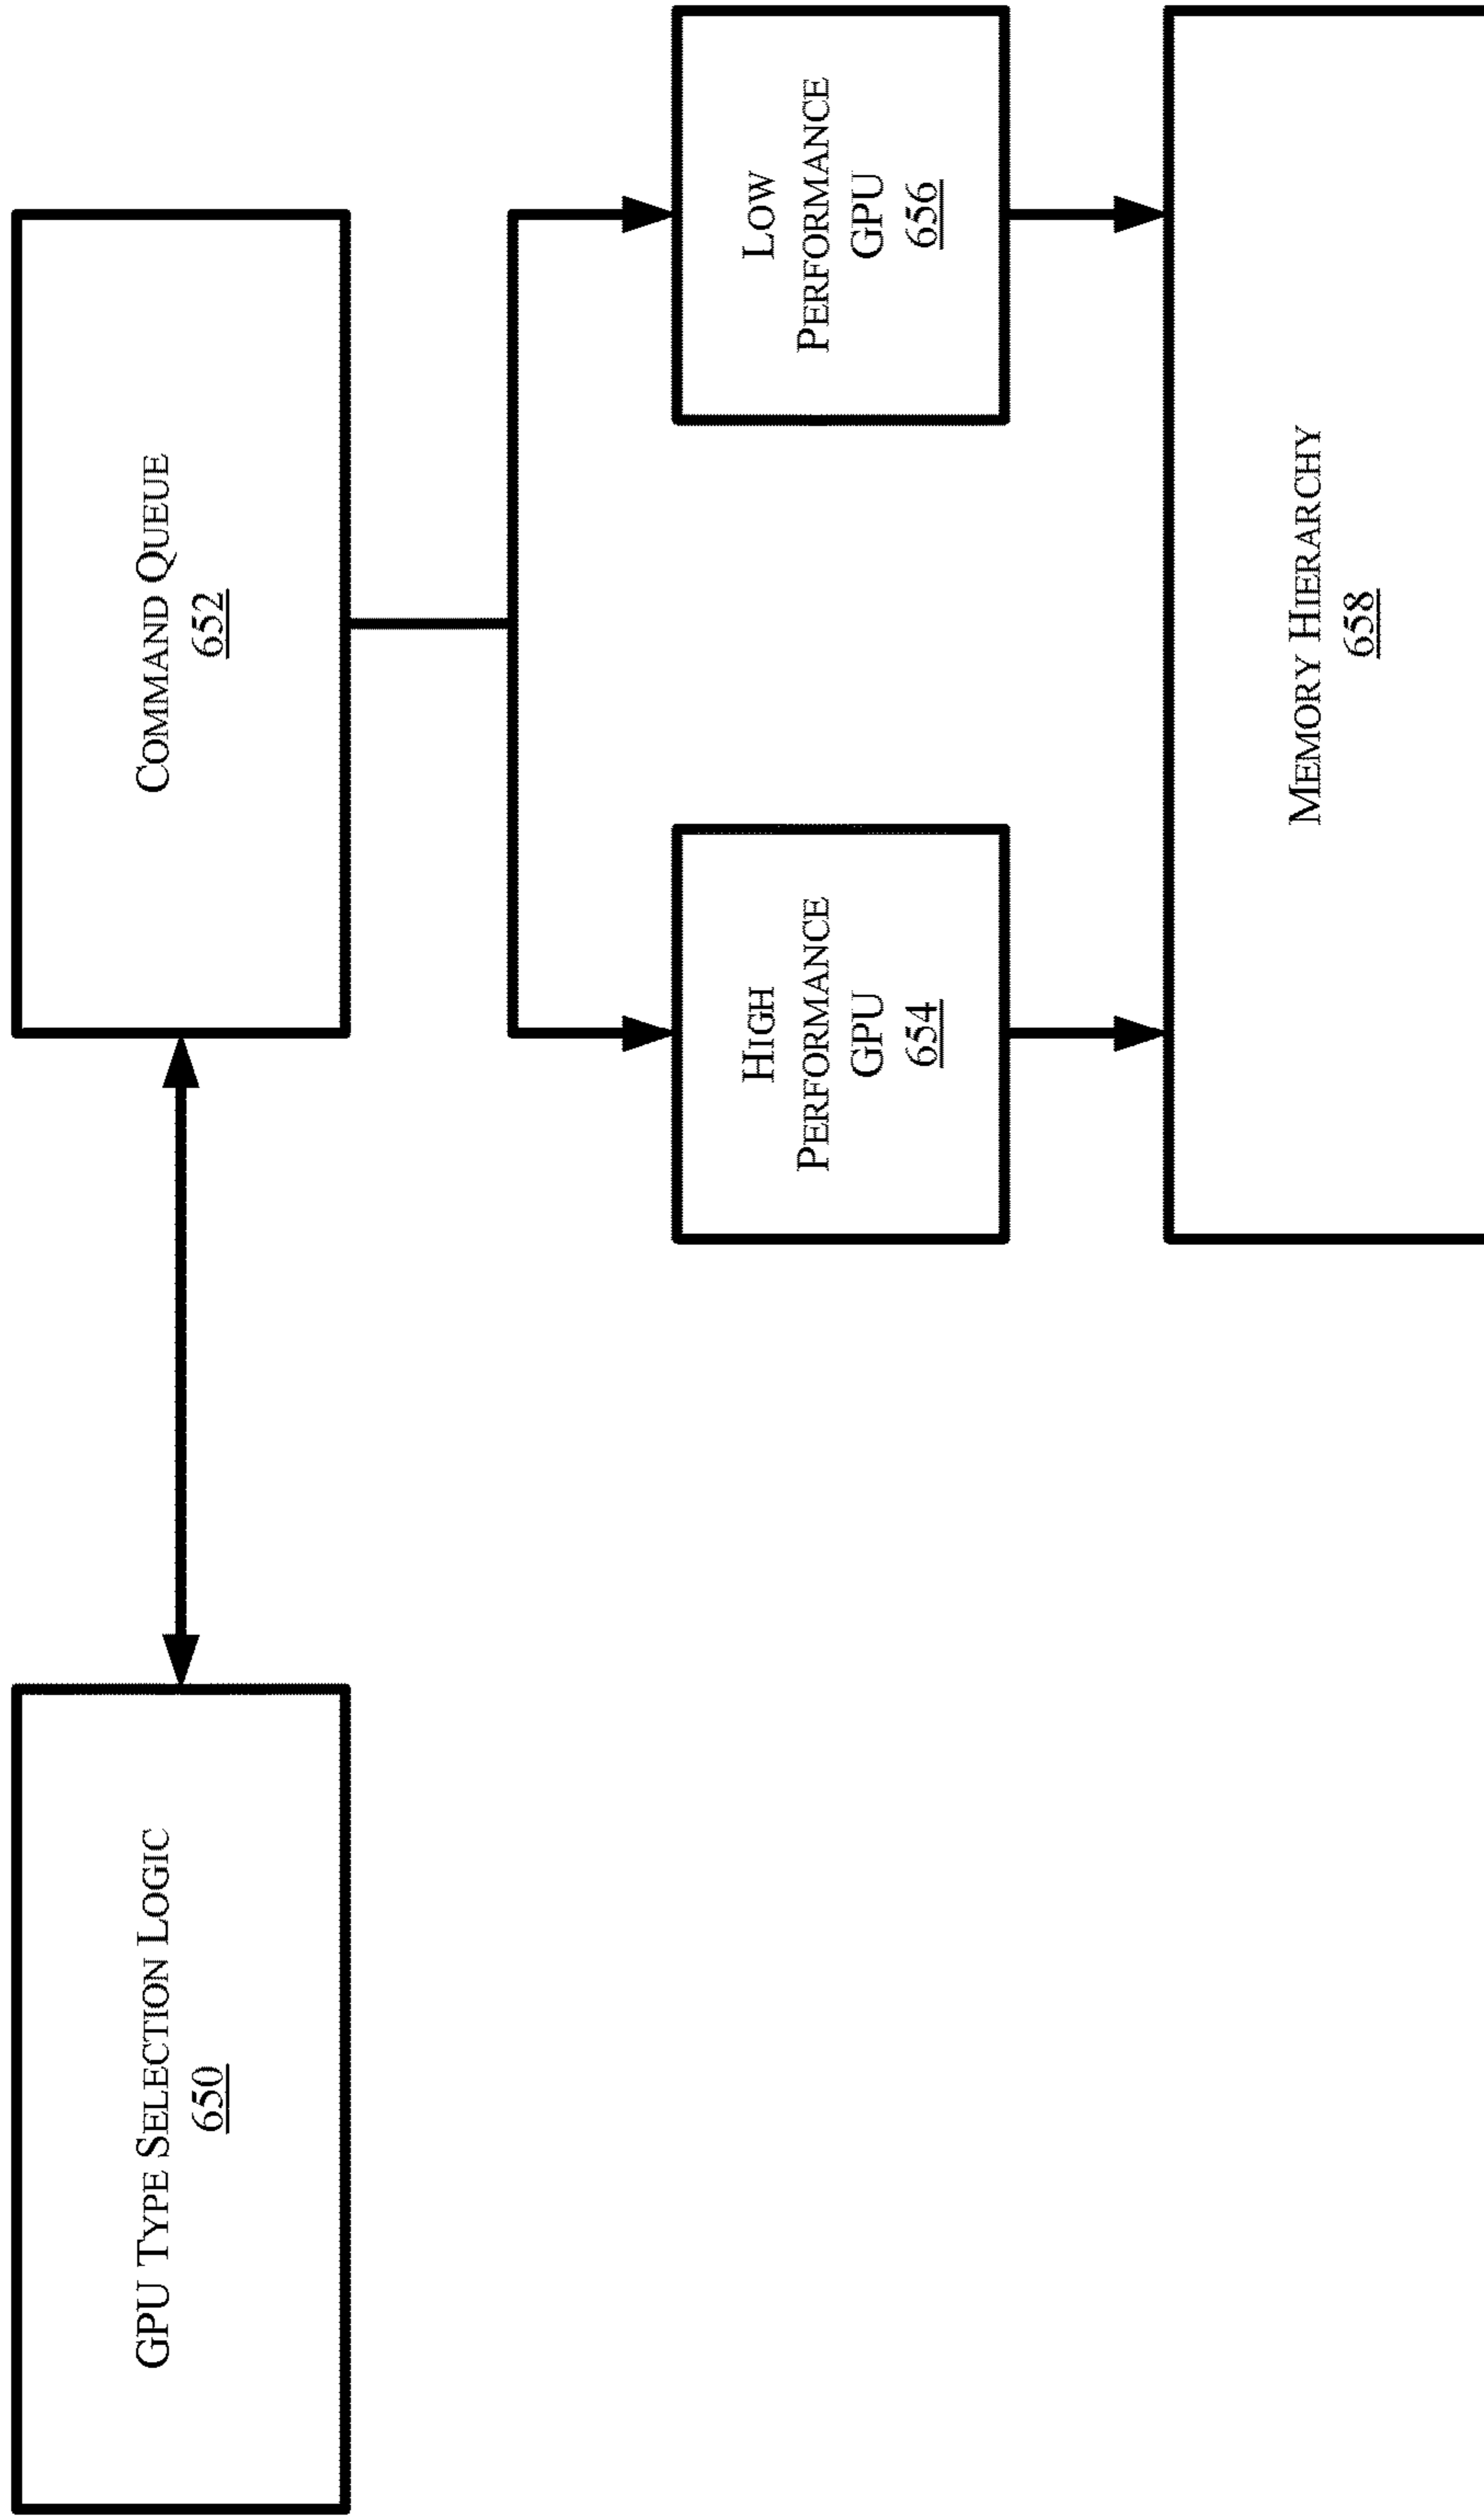 GPU TYPE SELECTION LOGIC
650
COMMAND QUEUE
652
HIGH
PERFORMANCE
GPU
654
LOW
PERFORMANCE
GPU
656
MEMORY HIERARCHY
658